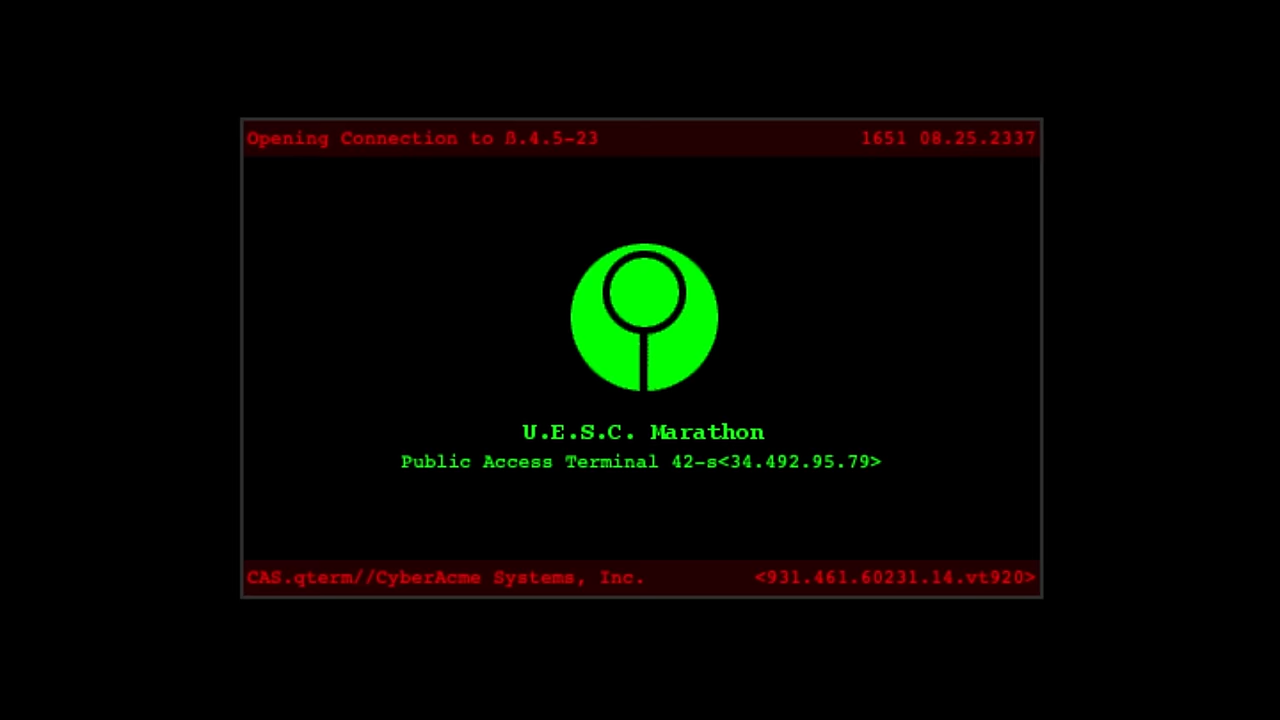 Opening Connection to ß.4.5-23
1651 08.25.2337
U.E.S.C. Marathon
Public Access Terminal 42-s<34.492.95.79>
CAS.qterm//CyberAcme Systems, Inc.
<931.461.60231.14.vt920>